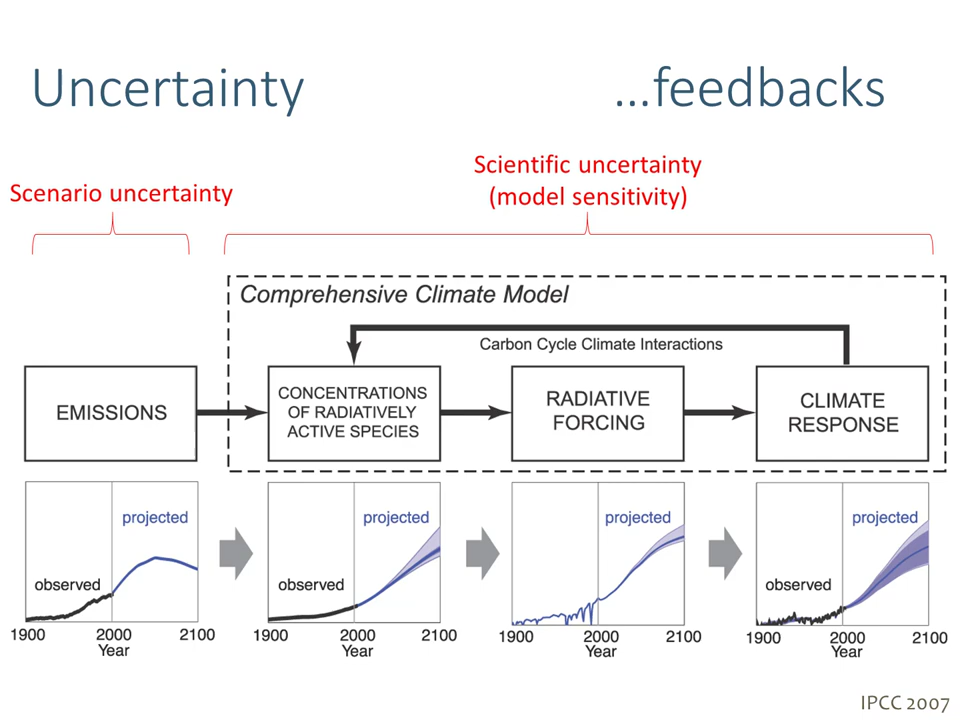 Uncertainty ...feedbacks
Scientific uncertainty
(model sensitivity)
Scenario uncertainty
Comprehensive Climate Model
Carbon Cycle Climate Interactions
EMISSIONS
CONCENTRATIONS
OF RADIATIVELY
ACTIVE SPECIES
RADIATIVE
FORCING
CLIMATE
RESPONSE
projected
observed
1900 2000 2100
Year
projected
observed
1900 2000 2100
Year
projected
1900 2000 2100
Year
projected
observed
1900 2000 2100
Year
IPCC 2007